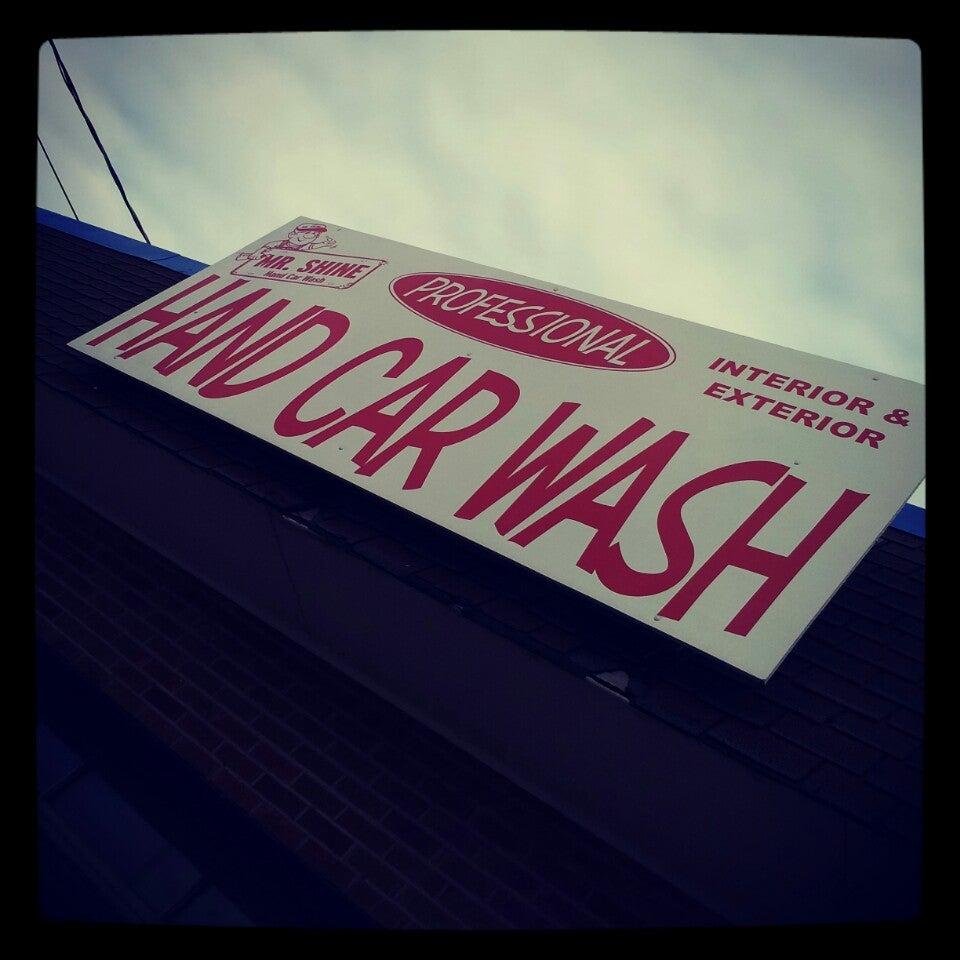 MR. SHINE
Hand Car Wash
PROFESSIONAL
INTERIOR &
EXTERIOR
HAND CAR WASH